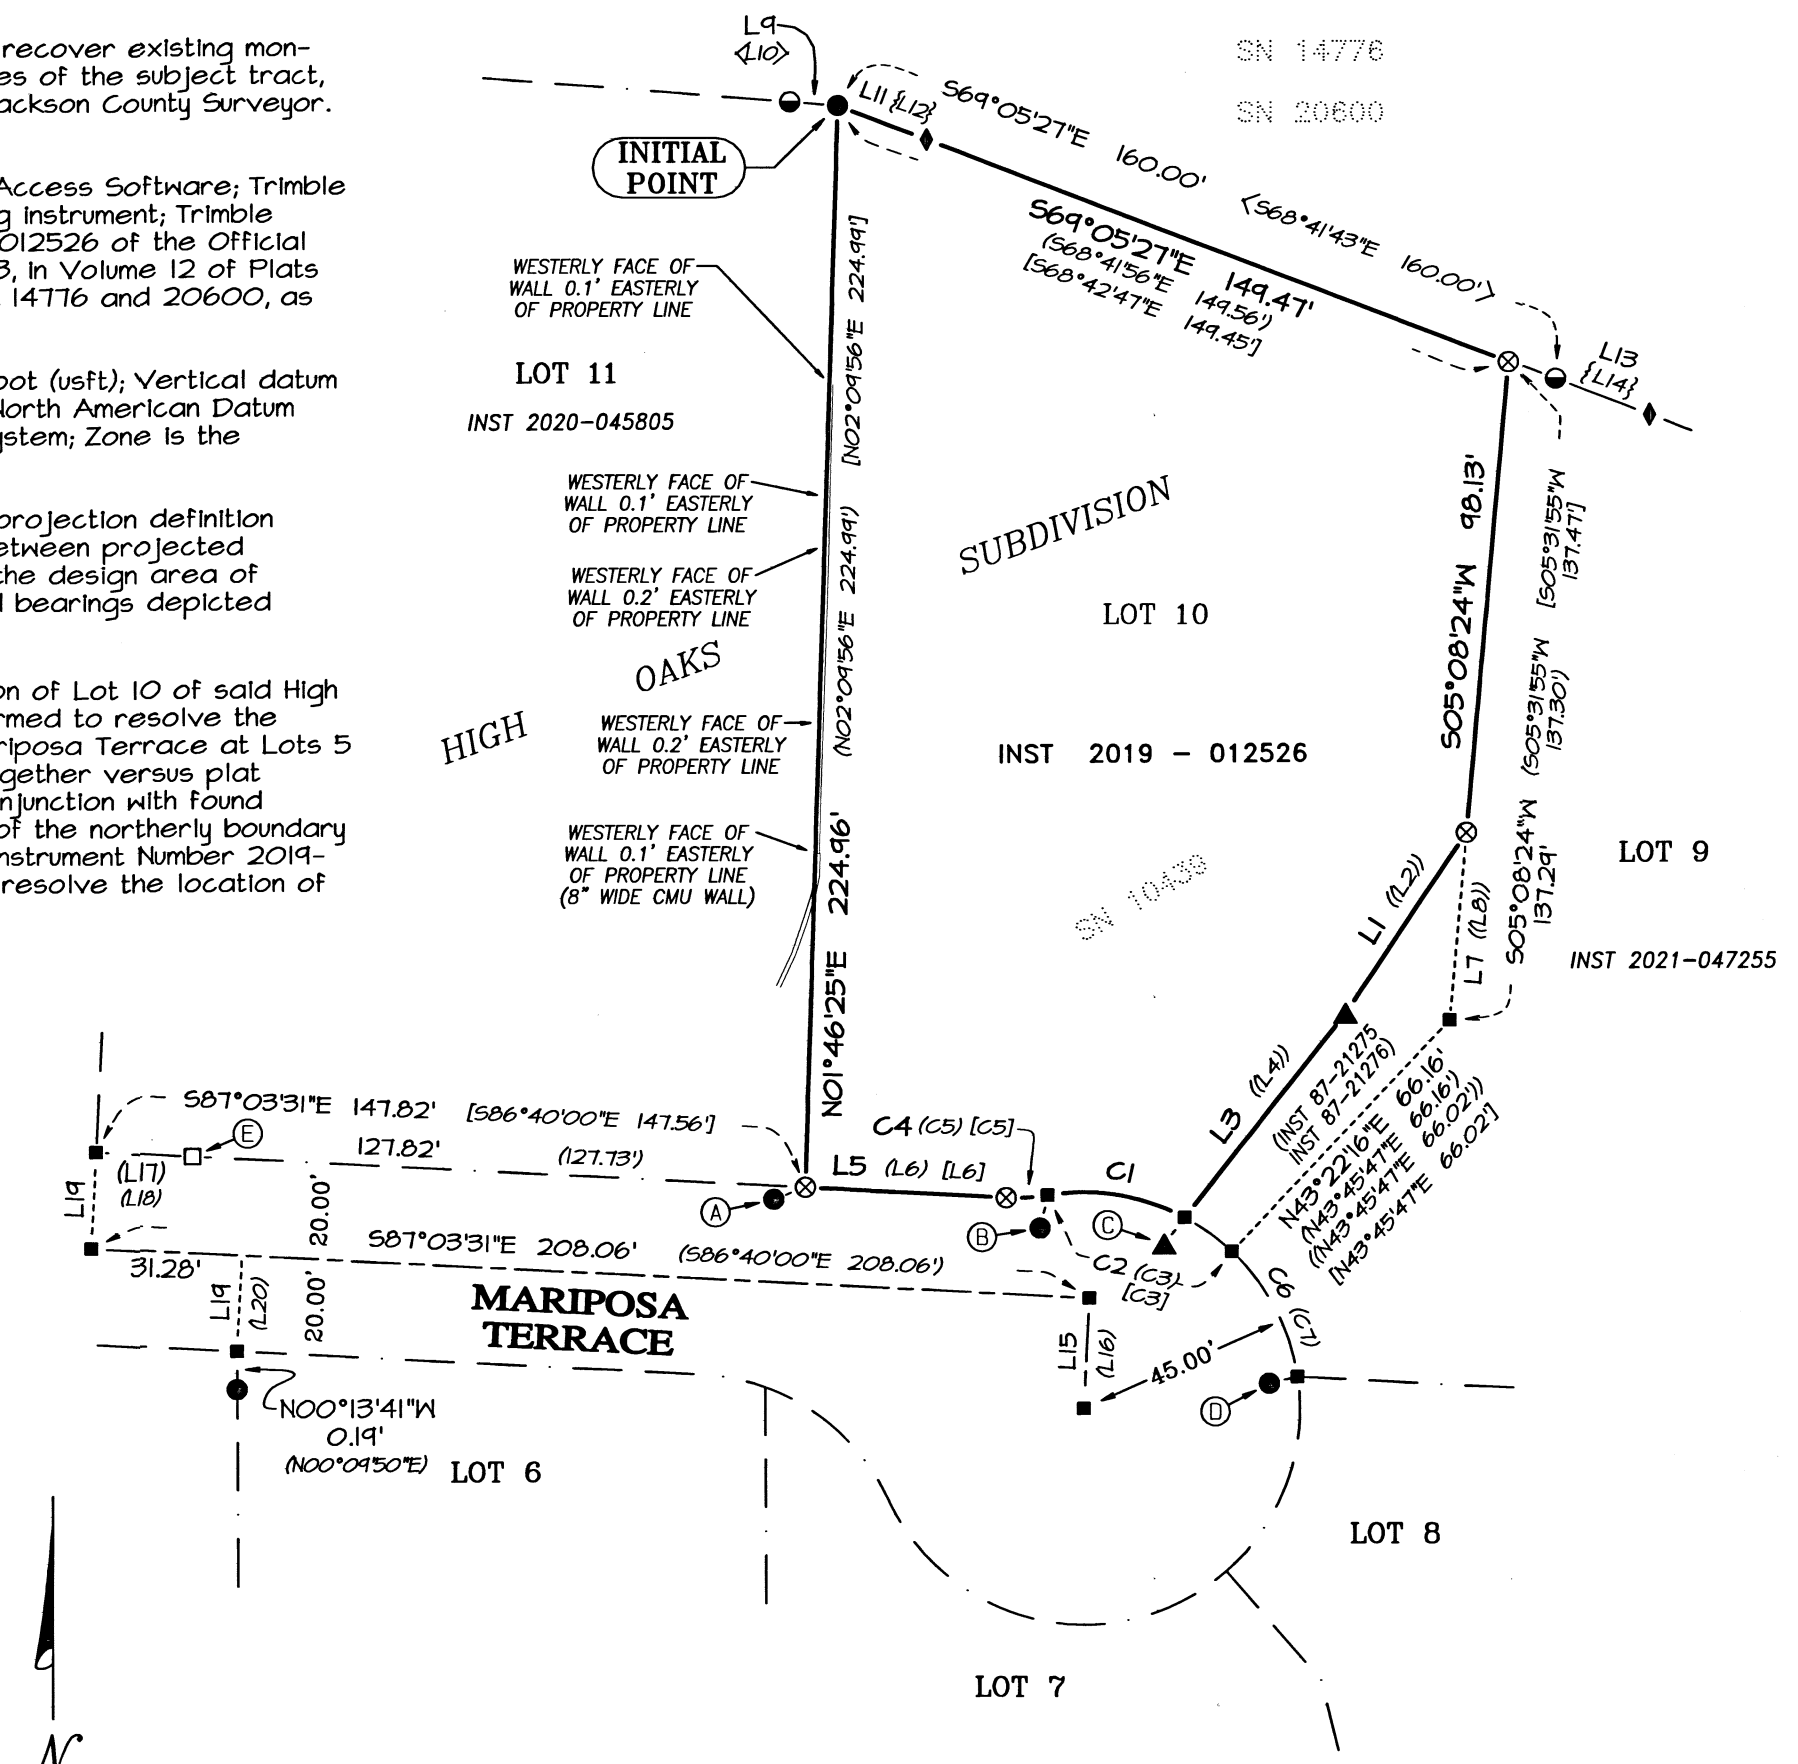 recover existing mon-
es of the subject tract,
ackson County Surveyor.
Access Software; Trimble
g instrument; Trimble
012526 of the Official
3, in Volume 12 of Plats
14776 and 20600, as
oot (usft); Vertical datum
North American Datum
ystem; Zone is the
projection definition
etween projected
the design area of
l bearings depicted
on of Lot 10 of said High
rmed to resolve the
riposa Terrace at Lots 5
gether versus plat
njunction with found
of the northerly boundary
nstrument Number 2019-
resolve the location of
L9
<L10>
SN 14776
SN 20600
L11 {L12}
S69°05'27"E 160.00'
<S68°41'43"E 160.00'>
INITIAL
POINT
S69°05'27"E 149.47'
(S68°41'56"E 149.56')
[S68°42'47"E 149.45']
L13
{L14}
WESTERLY FACE OF
WALL 0.1' EASTERLY
OF PROPERTY LINE
[N02°09'56"E 224.99']
LOT 11
INST 2020-045805
WESTERLY FACE OF
WALL 0.1' EASTERLY
OF PROPERTY LINE
(N02°09'56"E 224.99')
WESTERLY FACE OF
WALL 0.2' EASTERLY
OF PROPERTY LINE
SUBDIVISION
LOT 10
S05°08'24"W 98.13'
[S05°31'55"W
137.47']
(S05°31'55"W
137.30')
S05°08'24"W
137.29'
OAKS
HIGH
WESTERLY FACE OF
WALL 0.2' EASTERLY
OF PROPERTY LINE
INST 2019 - 012526
WESTERLY FACE OF
WALL 0.1' EASTERLY
OF PROPERTY LINE
(8" WIDE CMU WALL)
N01°46'25"E 224.96'
SN 10439
LOT 9
INST 2021-047255
L1 ((L2))
L7 ((L8))
L3 ((L4))
(INST 87-21275
INST 87-21276)
N43°22'16"E 66.16'
(N43°45'47"E 66.16')
((N43°45'47"E 66.02'))
[N43°45'47"E 66.02']
S87°03'31"E 147.82' [S86°40'00"E 147.56']
E
127.82' (127.73')
(L17)
(L18)
L19
20.00'
C4 (C5) [C5]
L5 (L6) [L6]
C1
A
B
C
S87°03'31"E 208.06' (S86°40'00"E 208.06')
31.28'
C2 (C3)
[C3]
C6 (C7)
L19
(L20)
20.00'
MARIPOSA
TERRACE
L15
(L16)
45.00'
D
N00°13'41"W
0.19'
(N00°09'50"E)
LOT 6
LOT 8
LOT 7
N